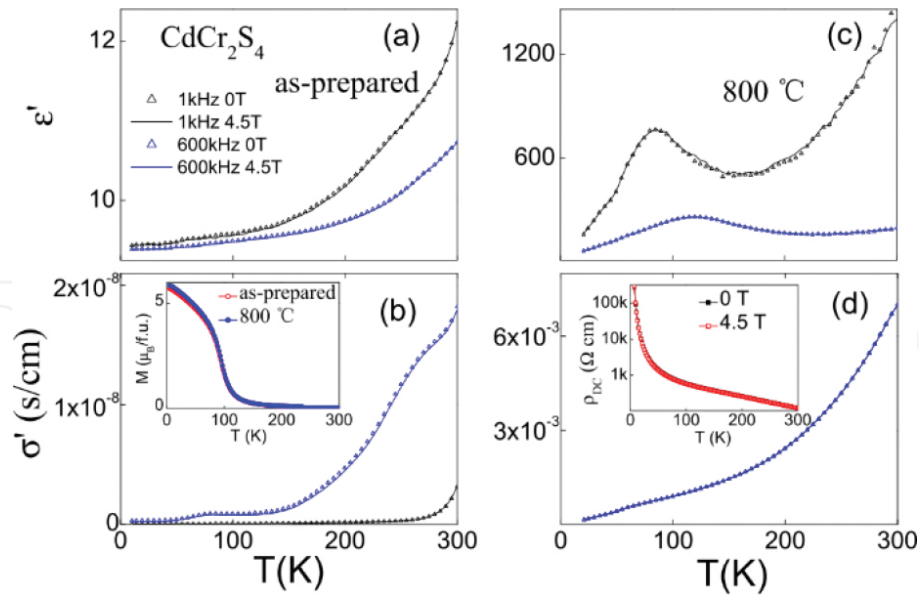 12
10
ε'
CdCr2S4
(a)
as-prepared
1kHz 0T
1kHz 4.5T
600kHz 0T
600kHz 4.5T
1200
600
(c)
800 ℃
2x10-8
1x10-8
0
σ' (s/cm)
(b)
5
0
M (μB/f.u.)
as-prepared
800 ℃
0 100 200 300
T (K)
0 100 200 300
T(K)
6x10-3
3x10-3
(d)
100k
10k
1k
ρDC (Ω cm)
0 T
4.5 T
0 100 200 300
T (K)
0 100 200 300
T(K)